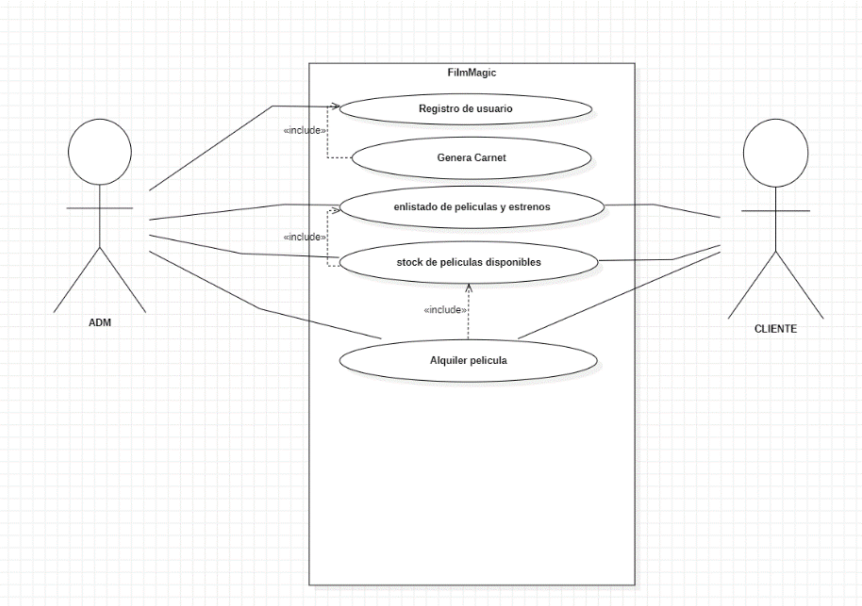 FilmMagic
Registro de usuario
«include»
Genera Carnet
enlistado de peliculas y estrenos
«include»
stock de peliculas disponibles
«include»
Alquiler pelicula
ADM
CLIENTE